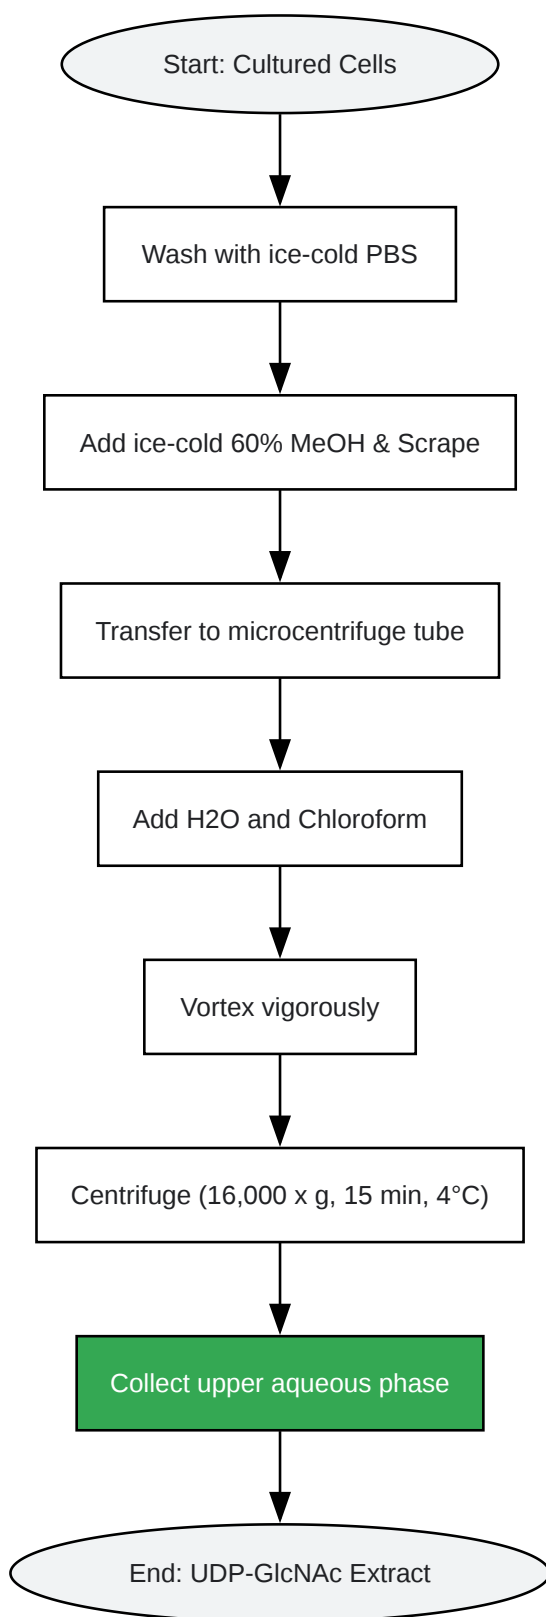 Start: Cultured Cells
Wash with ice-cold PBS
Add ice-cold 60% MeOH & Scrape
Transfer to microcentrifuge tube
Add H2O and Chloroform
Vortex vigorously
Centrifuge (16,000 x g, 15 min, 4°C)
Collect upper aqueous phase
End: UDP-GlcNAc Extract